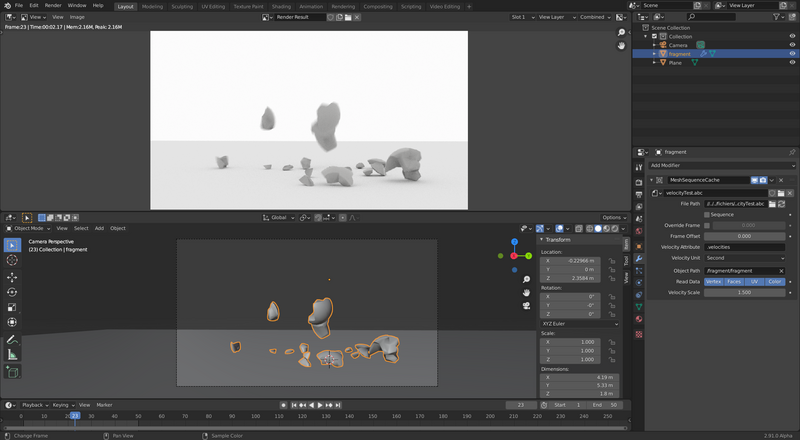 File Edit Render Window Help Layout Modeling Sculpting UV Editing Texture Paint Shading Animation Rendering Compositing Scripting Video Editing + Scene View Layer
View View Image Render Result Slot 1 View Layer Combined
Frame:23 | Time:00:02.17 | Mem:2.16M, Peak: 2.16M
Scene Collection
Collection
Camera
fragment
Plane
fragment
Add Modifier
MeshSequenceCache
velocityTest.abc
File Path //../../fichiers/..cityTest.abc
Sequence
Override Frame 0.000
Frame Offset 0.000
Velocity Attribute .velocities
Velocity Unit Second
Object Path /fragment/fragment
Read Data Vertex Faces UV Color
Velocity Scale 1.500
Global Options
Object Mode View Select Add Object
Camera Perspective
(23) Collection | fragment
X
Z
Transform
Location:
X -0.22966 m
Y 0 m
Z 2.3584 m
Rotation:
X 0°
Y 0°
Z 0°
XYZ Euler
Scale:
X 1.000
Y 1.000
Z 1.000
Dimensions:
X 4.19 m
Y 5.33 m
Z 1.8 m
Item
Tool
View
Playback Keying View Marker 23 Start 1 End 50
0 10 20 23 30 40 50 60 70 80 90 100 110 120 130 140 150 160 170 180 190 200 210 220 230 240 250
Change Frame Pan View Sample Color 2.91.0 Alpha